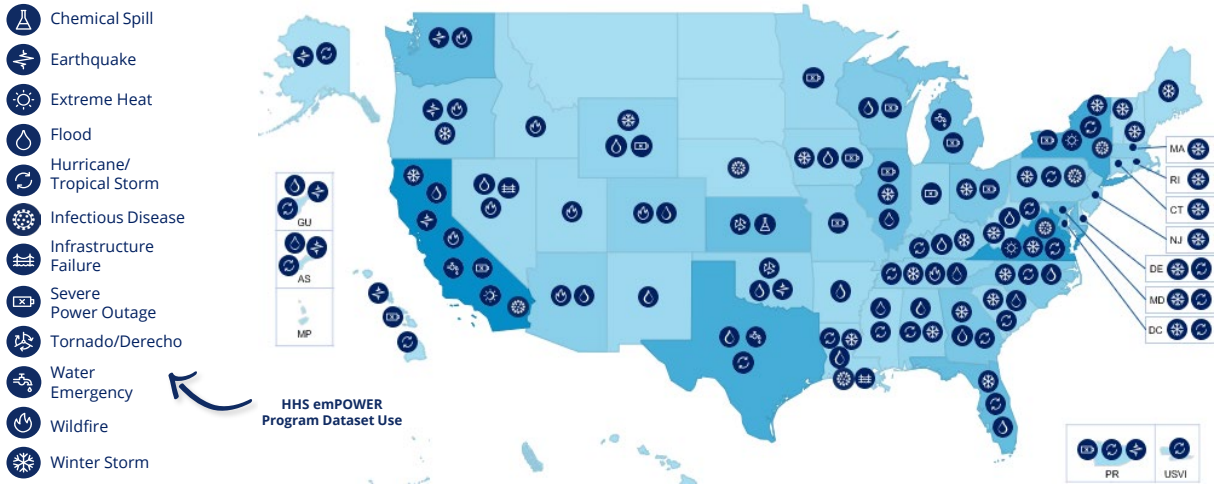 Chemical Spill
Earthquake
Extreme Heat
Flood
Hurricane/
Tropical Storm
Infectious Disease
Infrastructure
Failure
Severe
Power Outage
Tornado/Derecho
Water
Emergency
Wildfire
Winter Storm
HHS emPOWER
Program Dataset Use
GU
AS
MP
MA
RI
CT
NJ
DE
MD
DC
PR
USVI